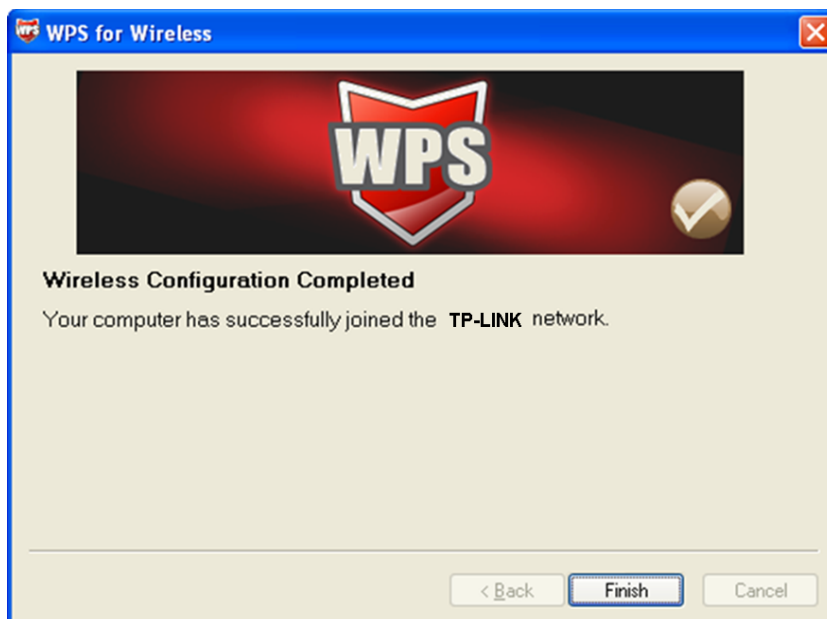 WPS for Wireless
WPS
Wireless Configuration Completed
Your computer has successfully joined the TP-LINK network.
< Back
Finish
Cancel